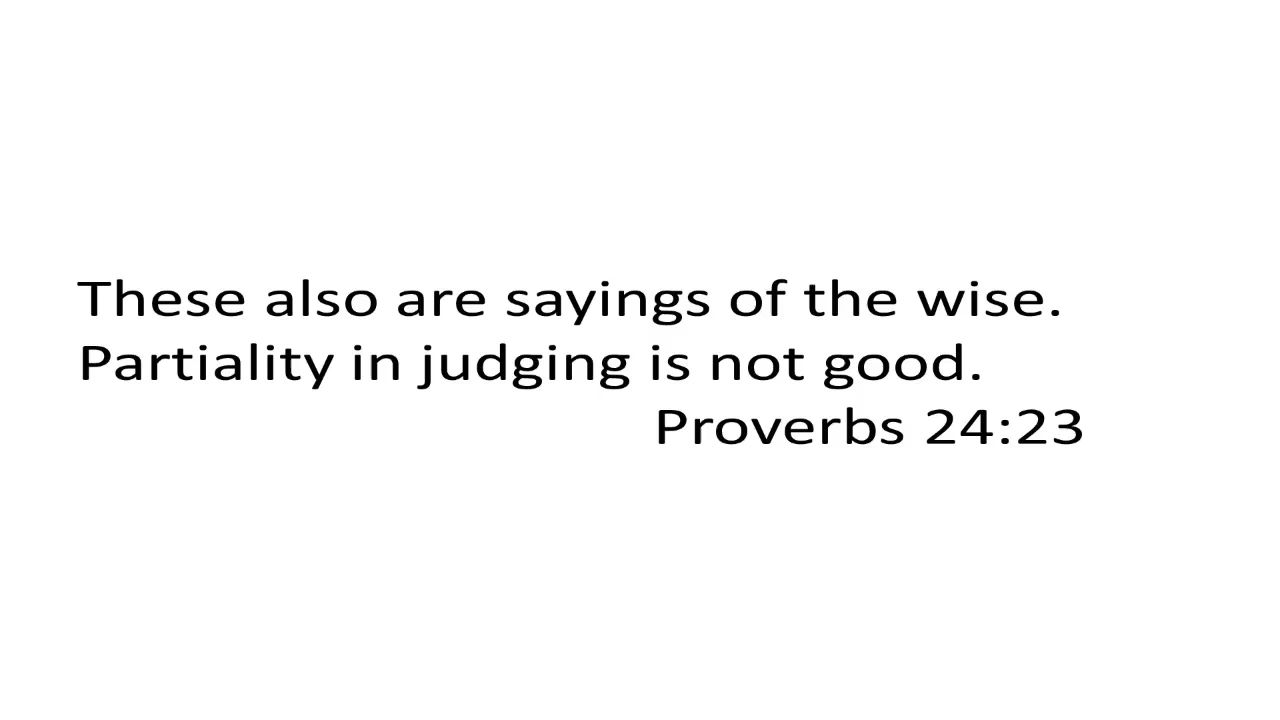 These also are sayings of the wise.
Partiality in judging is not good.
Proverbs 24:23